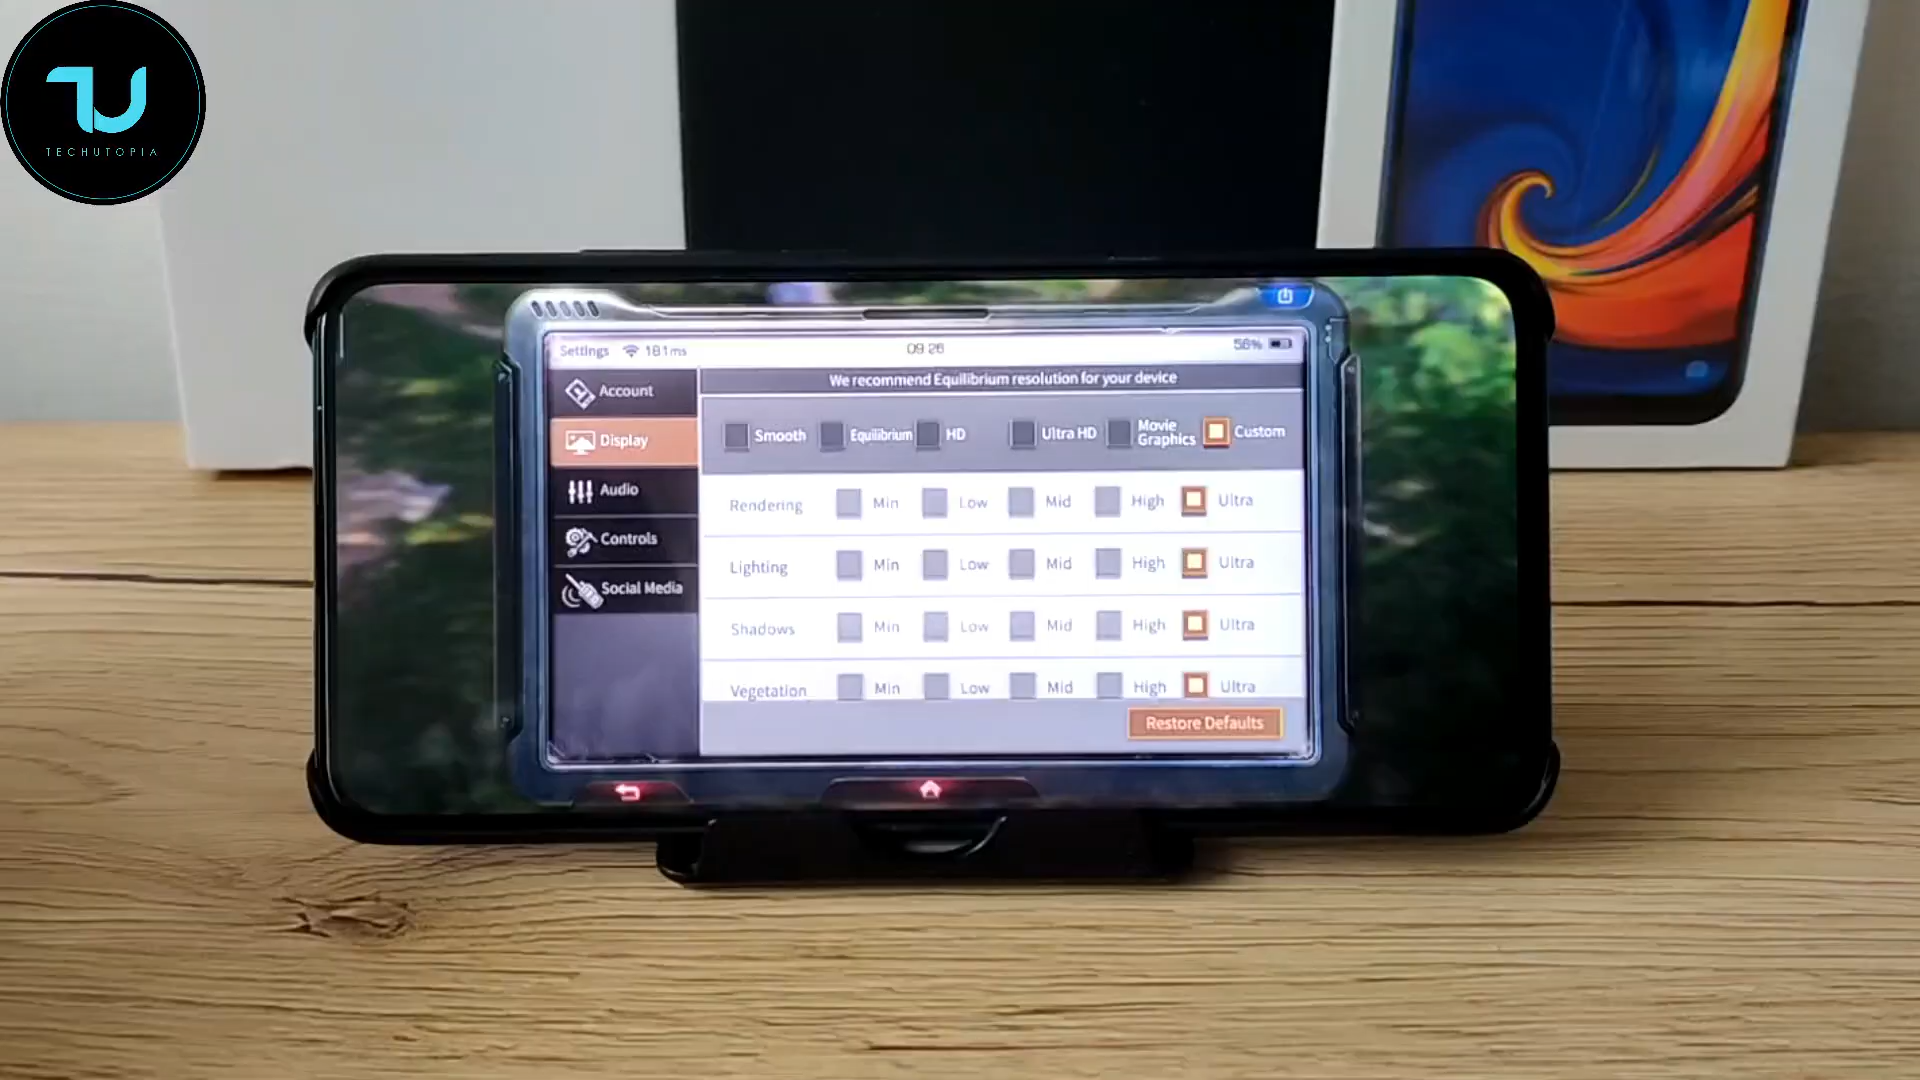 TECHUTOPIA
Settings 181ms 09 26 56%
We recommend Equilibrium resolution for your device
Account
Display
Audio
Controls
Social Media
Smooth Equilibrium HD Ultra HD Movie Graphics Custom
Rendering Min Low Mid High Ultra
Lighting Min Low Mid High Ultra
Shadows Min Low Mid High Ultra
Vegetation Min Low Mid High Ultra
Restore Defaults